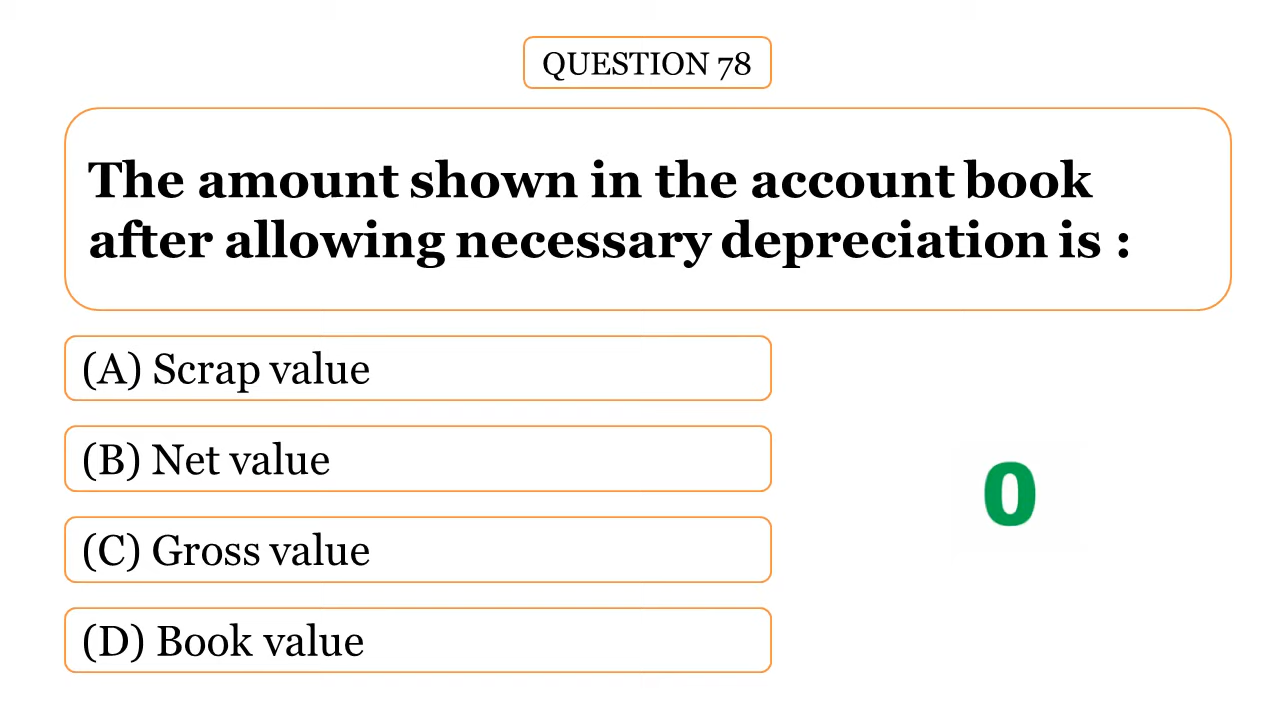 QUESTION 78
The amount shown in the account book
after allowing necessary depreciation is :
(A) Scrap value
(B) Net value
(C) Gross value
(D) Book value
0